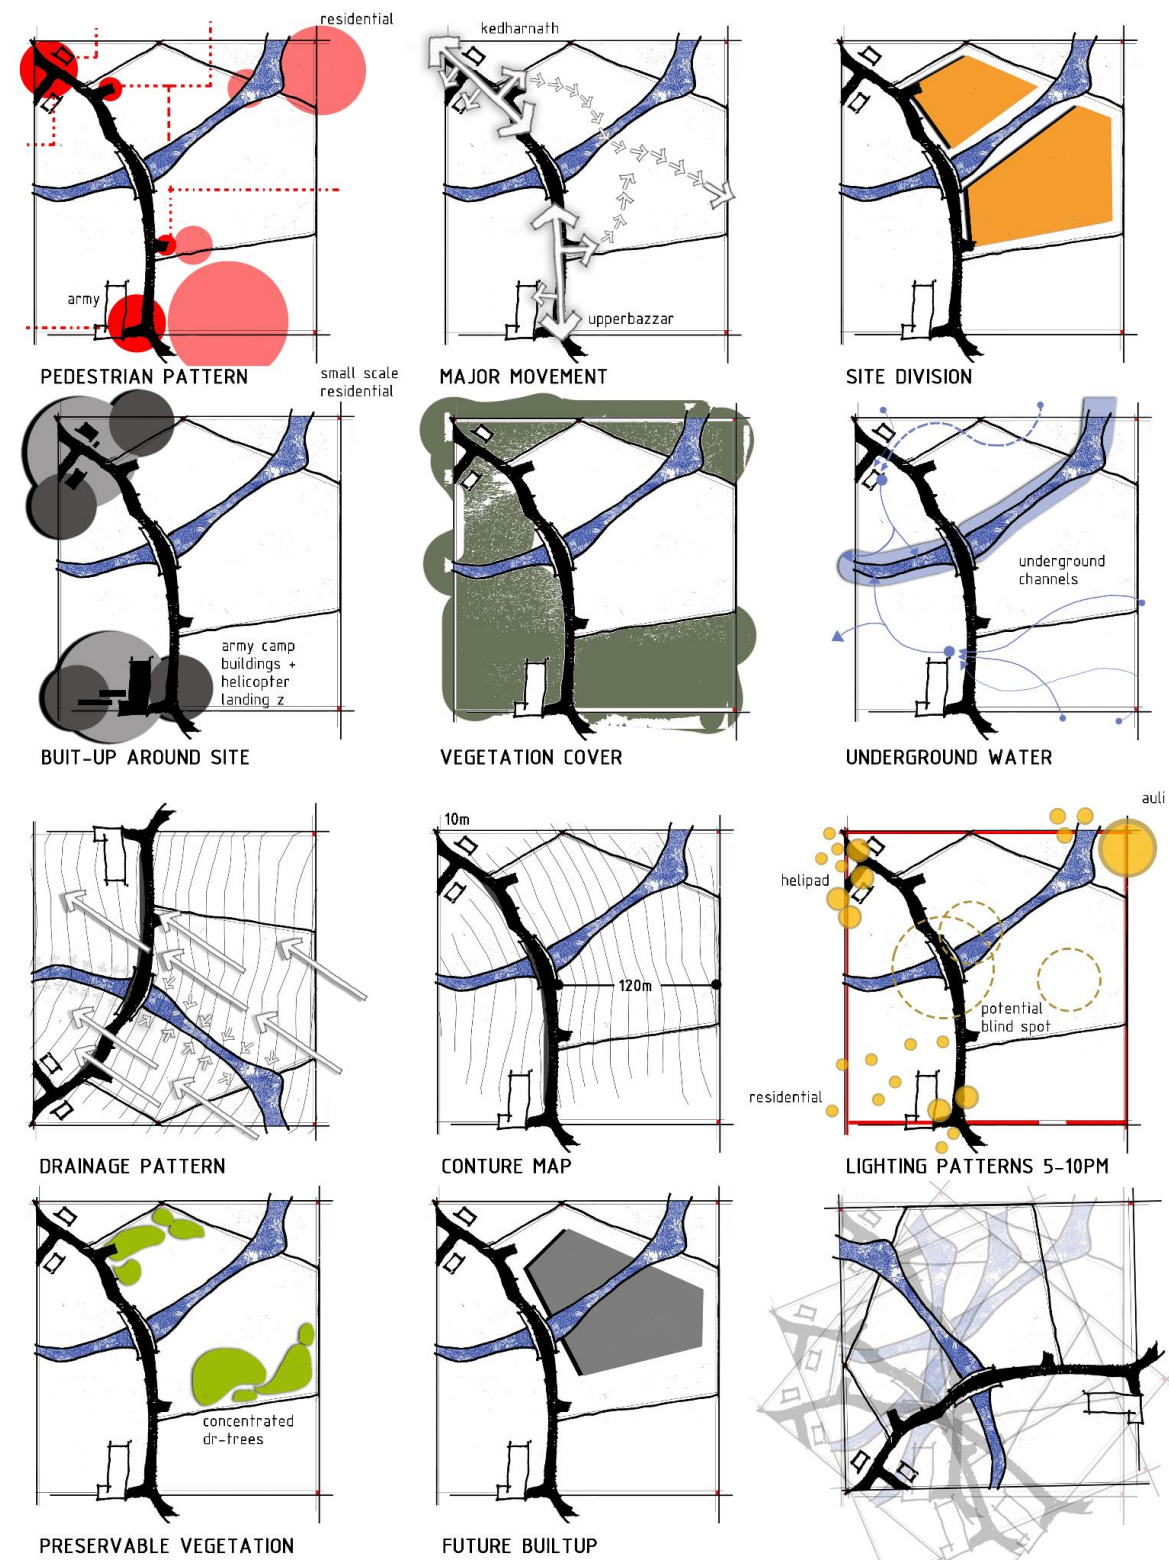 residential
army
PEDESTRIAN PATTERN
kedharnath
upperbazzar
MAJOR MOVEMENT
SITE DIVISION
small scale
residential
army camp
buildings +
helicopter
landing z
BUIT-UP AROUND SITE
VEGETATION COVER
underground
channels
UNDERGROUND WATER
DRAINAGE PATTERN
10m
120m
CONTURE MAP
auli
helipad
potential
blind spot
residential
LIGHTING PATTERNS 5-10PM
concentrated
dr-trees
PRESERVABLE VEGETATION
FUTURE BUILTUP